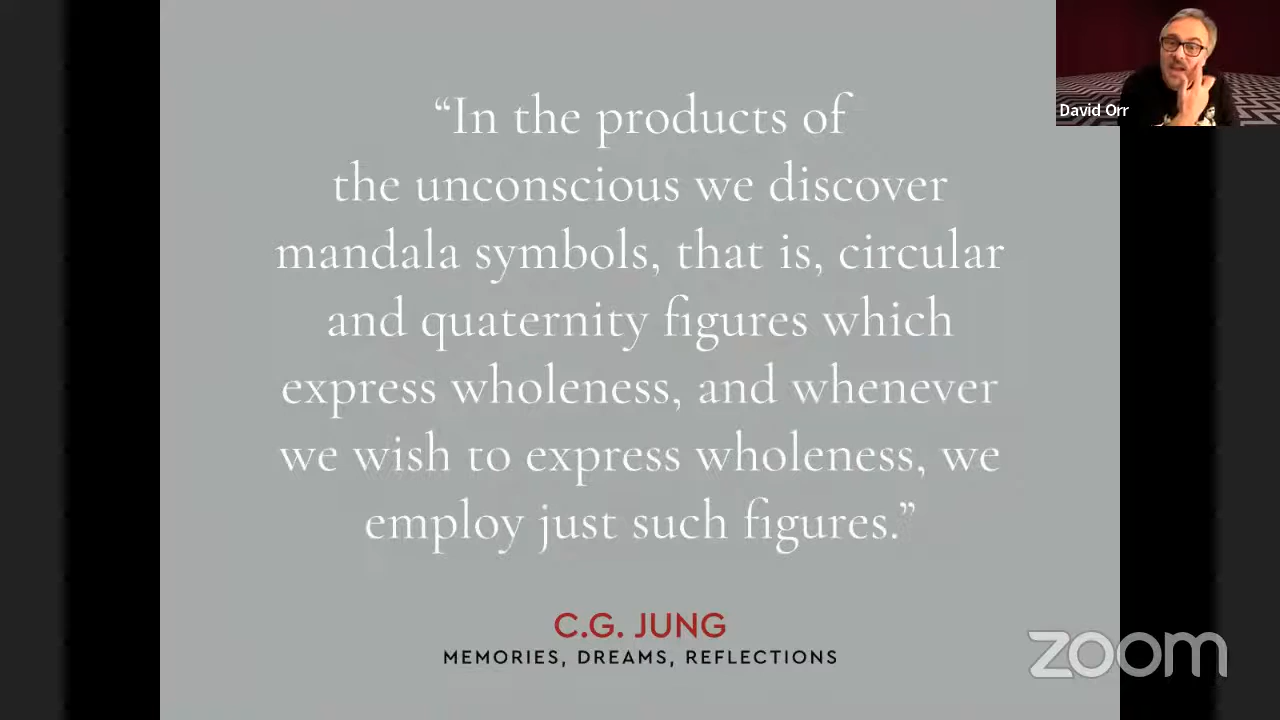 “In the products of
the unconscious we discover
mandala symbols, that is, circular
and quaternity figures which
express wholeness, and whenever
we wish to express wholeness, we
employ just such figures.”
C.G. JUNG
MEMORIES, DREAMS, REFLECTIONS
David Orr
zoom